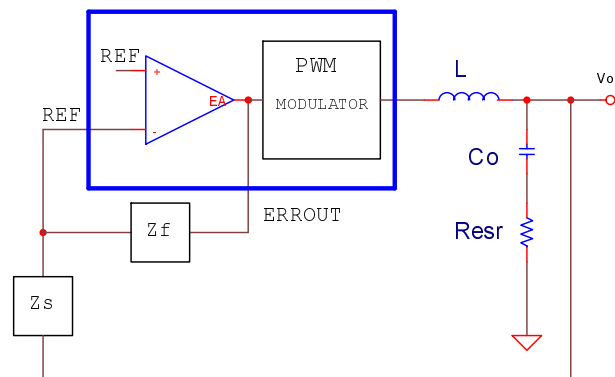 REF
+
EA
-
REF
PWM
MODULATOR
L
Vo
Co
Resr
ERROUT
Zf
Zs